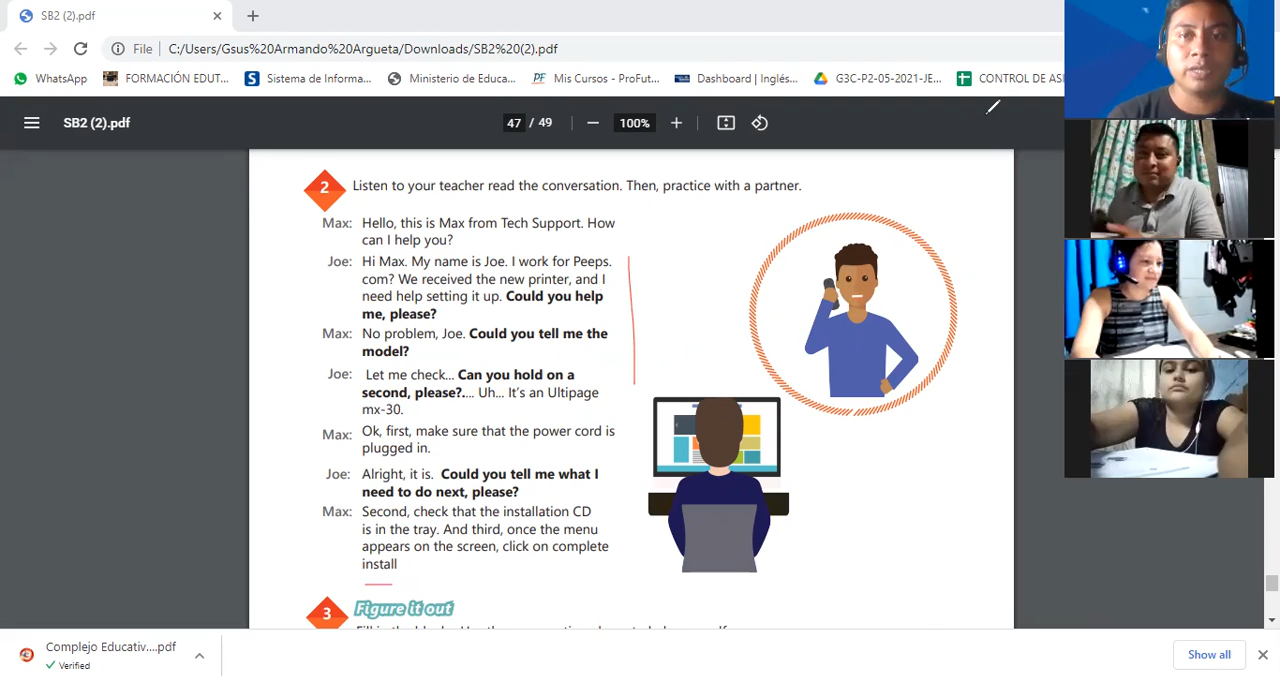 SB2 (2).pdf
File
C:/Users/Gsus%20Armando%20Argueta/Downloads/SB2%20(2).pdf
WhatsApp
FORMACIÓN EDUT...
Sistema de Informa...
Ministerio de Educa...
Mis Cursos - ProFut...
Dashboard | Inglés...
G3C-P2-05-2021-JE...
CONTROL DE ASI
SB2 (2).pdf
47 / 49
100%
2
Listen to your teacher read the conversation. Then, practice with a partner.
Max: Hello, this is Max from Tech Support. How
can I help you?
Joe: Hi Max. My name is Joe. I work for Peeps.
com? We received the new printer, and I
need help setting it up. Could you help
me, please?
Max: No problem, Joe. Could you tell me the
model?
Joe: Let me check... Can you hold on a
second, please?.... Uh... It's an Ultipage
mx-30.
Max: Ok, first, make sure that the power cord is
plugged in.
Joe: Alright, it is. Could you tell me what I
need to do next, please?
Max: Second, check that the installation CD
is in the tray. And third, once the menu
appears on the screen, click on complete
install
3
Figure it out
Complejo Educativ....pdf
Verified
Show all